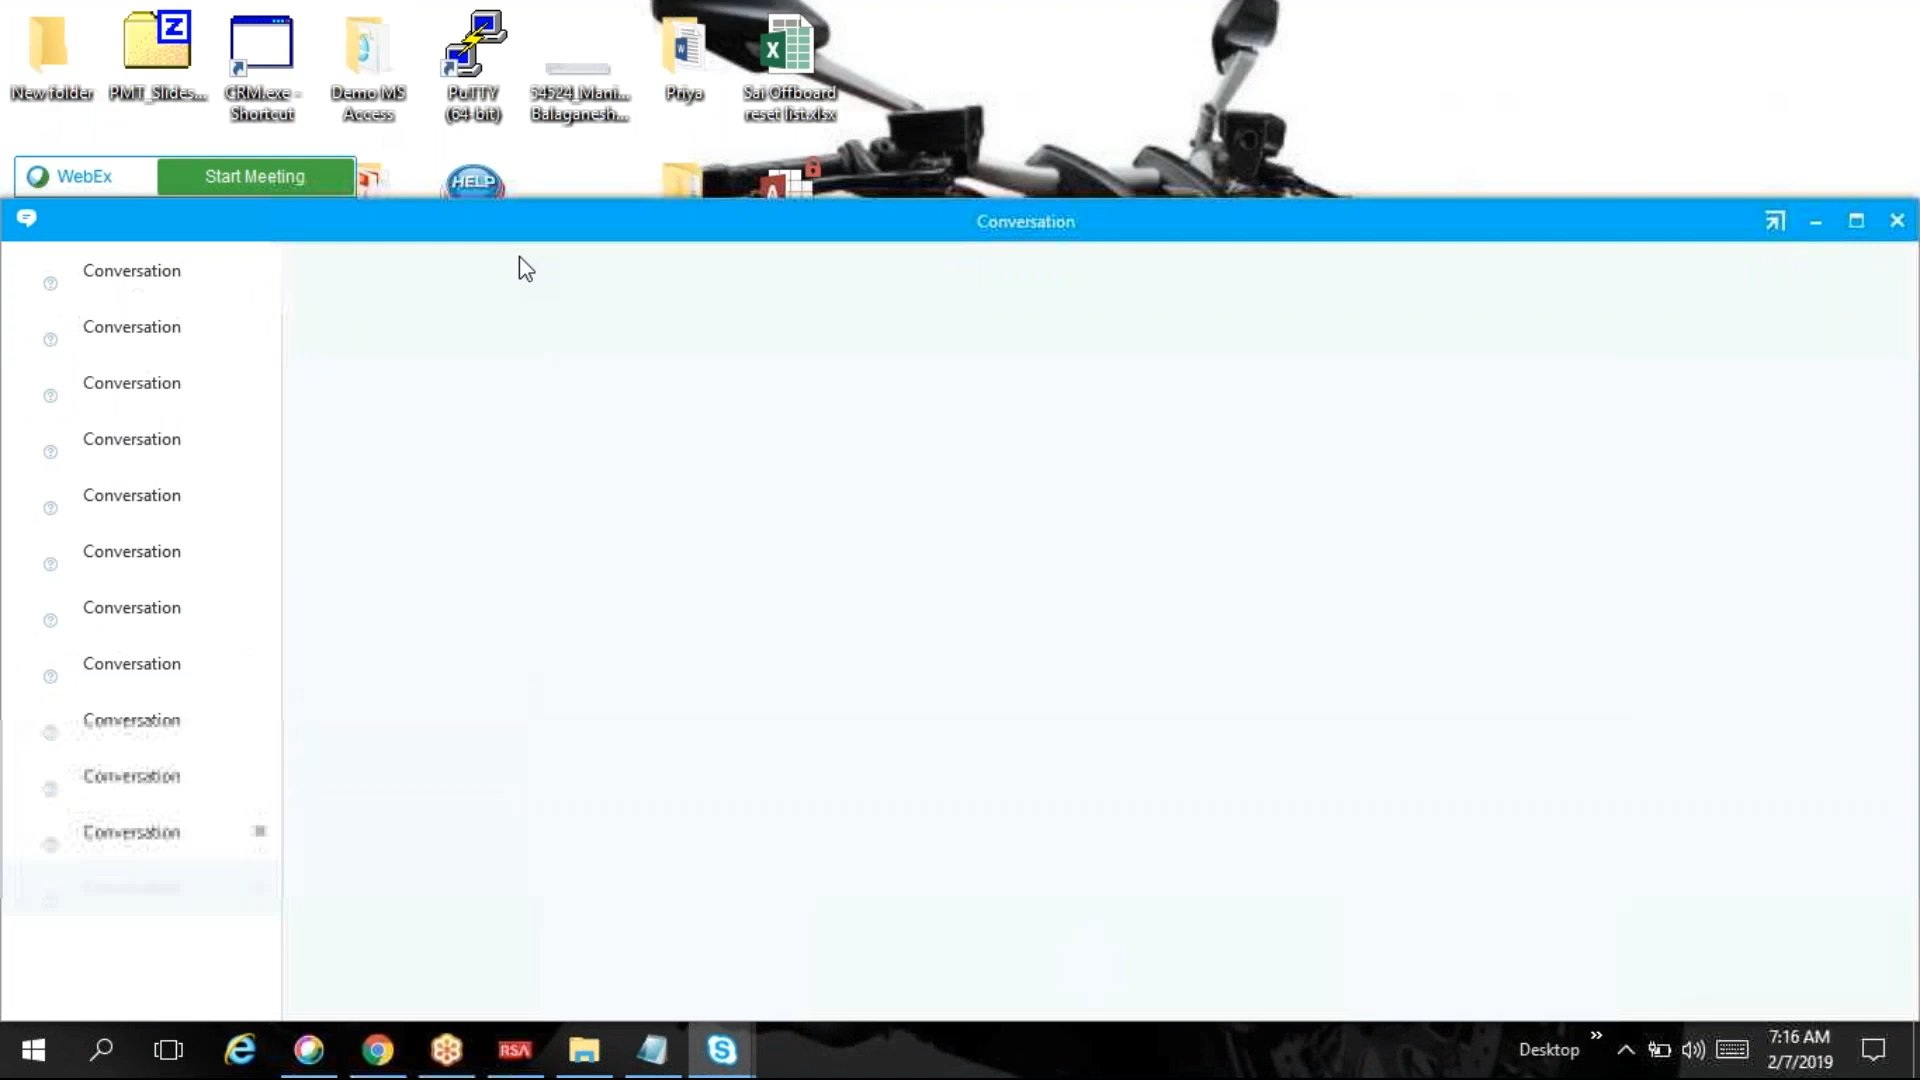 New folder
PMT_Slides...
CRM.exe -
Shortcut
Demo MS
Access
PuTTY
(64-bit)
54524_Mani...
Balaganesh...
Priya
Sai Offboard
reset list.xlsx
WebEx
Start Meeting
HELP
Conversation
Conversation
Conversation
Conversation
Conversation
Conversation
Conversation
Conversation
Conversation
Conversation
Conversation
Conversation
RSA
Desktop
7:16 AM
2/7/2019